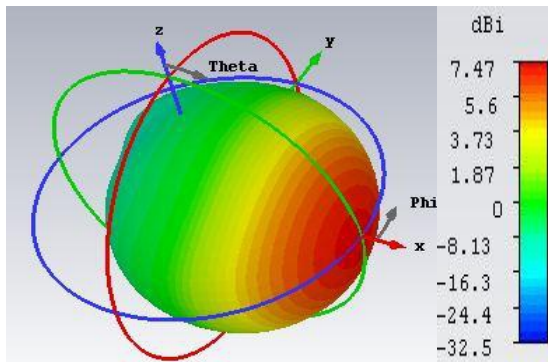 dBi
z
y
Theta
Phi
x
7.47
5.6
3.73
1.87
0
-8.13
-16.3
-24.4
-32.5